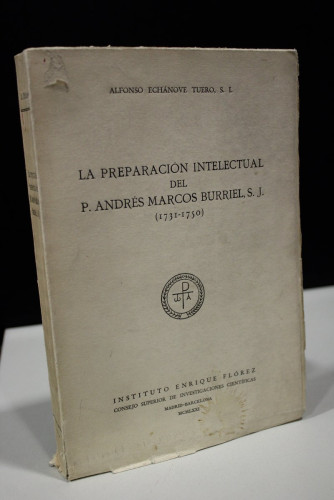 ALFONSO ECHÁNOVE TUERO, S. I.
LA PREPARACIÓN INTELECTUAL
DEL
P. ANDRÉS MARCOS BURRIEL, S. J.
(1731-1750)
INSTITUTO ENRIQUE FLÓREZ
CONSEJO SUPERIOR DE INVESTIGACIONES CIENTÍFICAS
MADRID-BARCELONA